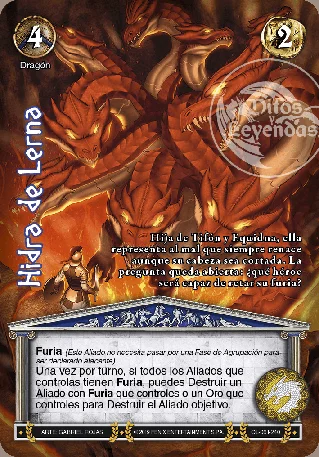 4
2
Dragón
Mitos y
Leyendas
Hidra de Lerna
Hija de Tifón y Equidna, ella
representa al mal que siempre renace
aunque su cabeza sea cortada. La
pregunta queda abierta: ¿qué héroe
será capaz de retar su furia?
Furia (Este Aliado no necesita pasar por una Fase de Agrupación para
ser declarado atacante)
Una vez por turno, si todos los Aliados que
controlas tienen Furia, puedes Destruir un
Aliado con Furia que controles o un Oro que
controles para Destruir el Aliado objetivo.
ARTE: GABRIEL ROJAS